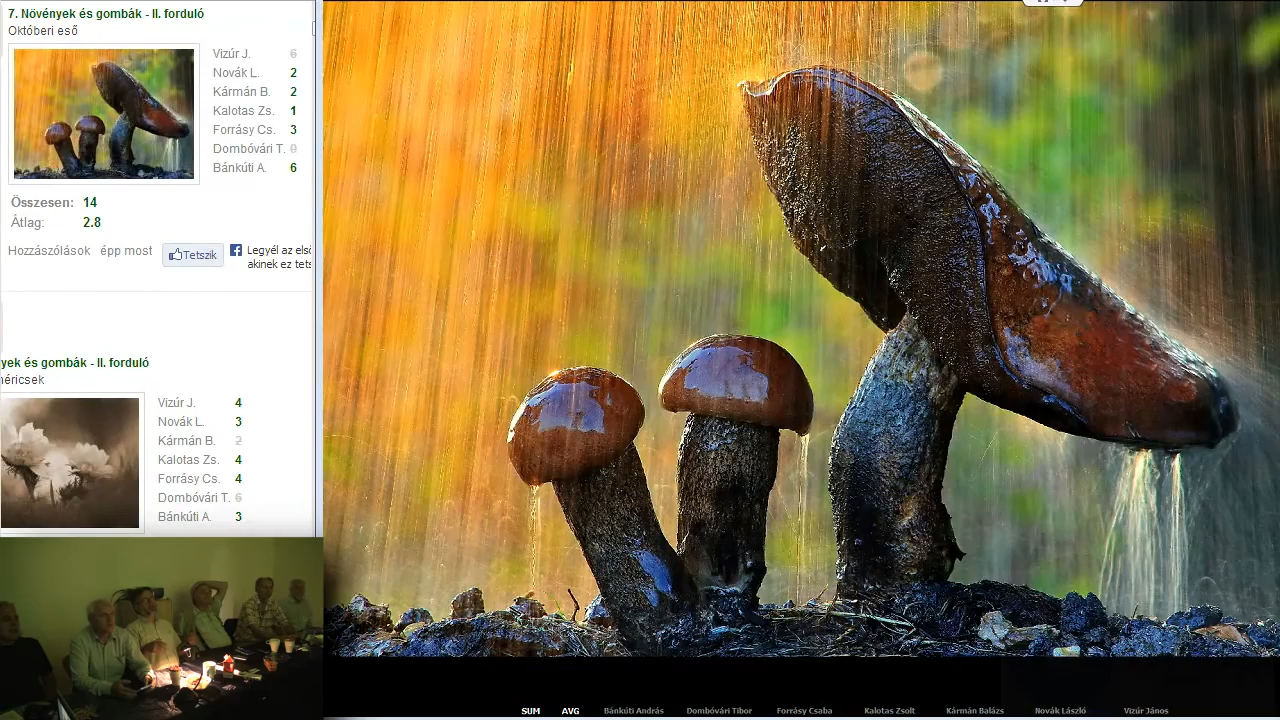 7. Növények és gombák - II. forduló
Októberi eső
Vizúr J. 6
Novák L. 2
Kármán B. 2
Kalotas Zs. 1
Forrásy Cs. 3
Dombóvári T. 0
Bánkúti A. 6
Összesen: 14
Átlag: 2.8
Hozzászólások épp most Tetszik Legyél az első
akinek ez tets
yek és gombák - II. forduló
éricsek
Vizúr J. 4
Novák L. 3
Kármán B. 2
Kalotas Zs. 4
Forrásy Cs. 4
Dombóvári T. 6
Bánkúti A. 3
SUM AVG Bánkúti András Dombóvári Tibor Forrásy Csaba Kalotas Zsolt Kármán Balázs Novák László Vizúr János